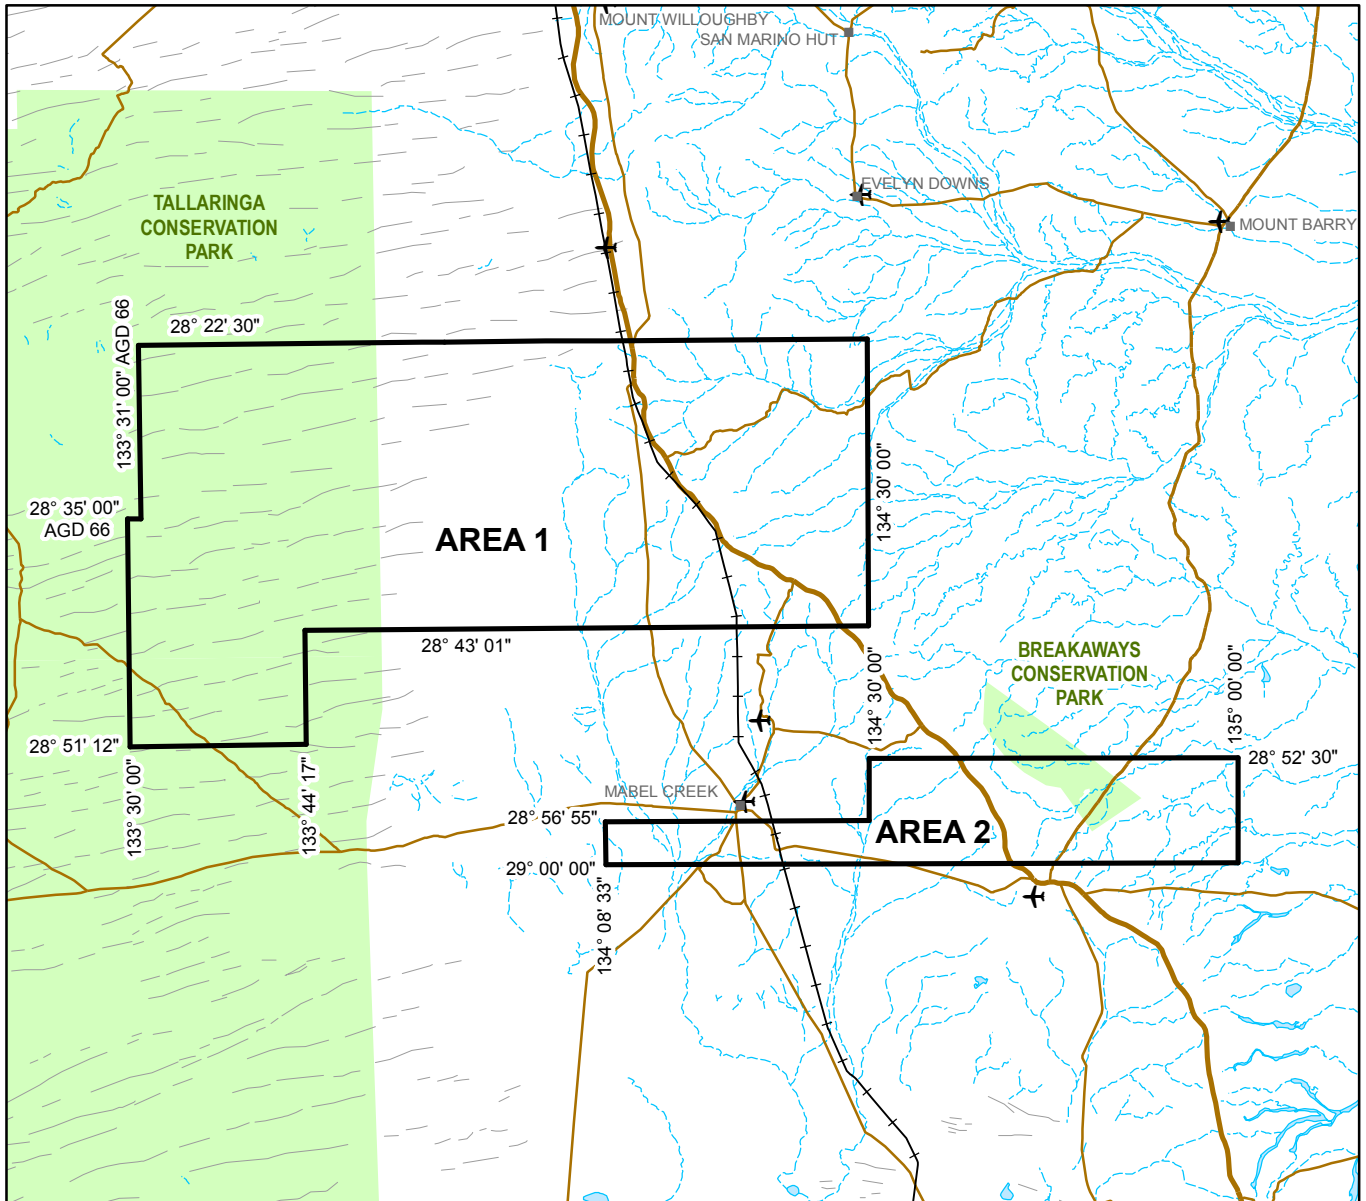 MOUNT WILLOUGHBY
SAN MARINO HUT
EVELYN DOWNS
MOUNT BARRY
TALLARINGA
CONSERVATION
PARK
28° 22' 30"
133° 31' 00" AGD 66
28° 35' 00"
AGD 66
AREA 1
134° 30' 00"
28° 43' 01"
BREAKAWAYS
CONSERVATION
PARK
134° 30' 00"
135° 00' 00"
28° 51' 12"
28° 52' 30"
133° 30' 00"
133° 44' 17"
MABEL CREEK
28° 56' 55"
AREA 2
29° 00' 00"
134° 08' 33"